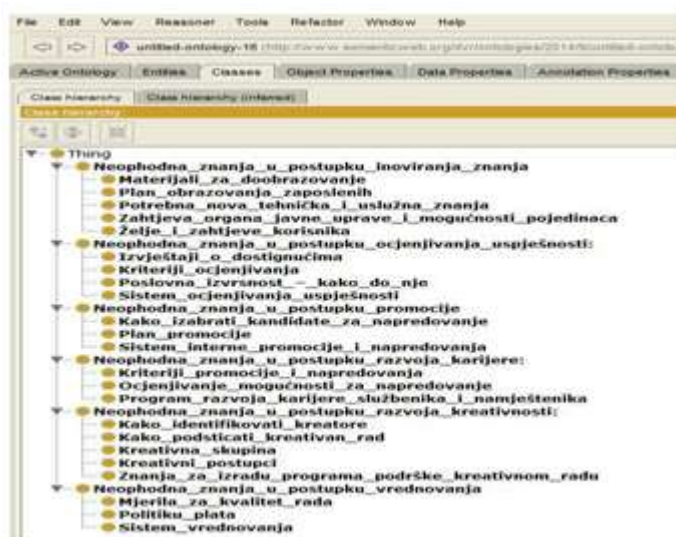 File Edit View Reasoner Tools Refactor Window Help
untitled-ontology-16
Active Ontology Entities Classes Object Properties Data Properties Annotation Properties
Class hierarchy Class hierarchy (inferred)
Class hierarchy
Thing
Neophodna_znanja_u_postupku_inoviranja_znanja
Materijali_za_doobrazovanje
Plan_obrazovanja_zaposlenih
Potrebna_nova_tehnička_i_uslužna_znanja
Zahtjeva_organa_javne_uprave_i_mogućnosti_pojedinaca
Želje_i_zahtjeve_korisnika
Neophodna_znanja_u_postupku_ocjenjivanja_uspješnosti:
Izvještaji_o_dostignućima
Kriteriji_ocjenjivanja
Poslovna_izvrsnost_-_kako_do_nje
Sistem_ocjenjivanja_uspješnosti
Neophodna_znanja_u_postupku_promocije
Kako_izabrati_kandidate_za_napredovanje
Plan_promocije
Sistem_interne_promocije_i_napredovanja
Neophodna_znanja_u_postupku_razvoja_karijere:
Kriteriji_promocije_i_napredovanja
Ocjenjivanje_mogućnosti_za_napredovanje
Program_razvoja_karijere_službenika_i_namještenika
Neophodna_znanja_u_postupku_razvoja_kreativnosti:
Kako_identifikovati_kreatore
Kako_podsticati_kreativan_rad
Kreativna_skupina
Kreativni_postupci
Znanja_za_izradu_programa_podrške_kreativnom_radu
Neophodna_znanja_u_postupku_vrednovanja
Mjerila_za_kvalitet_rada
Politiku_plata
Sistem_vrednovanja